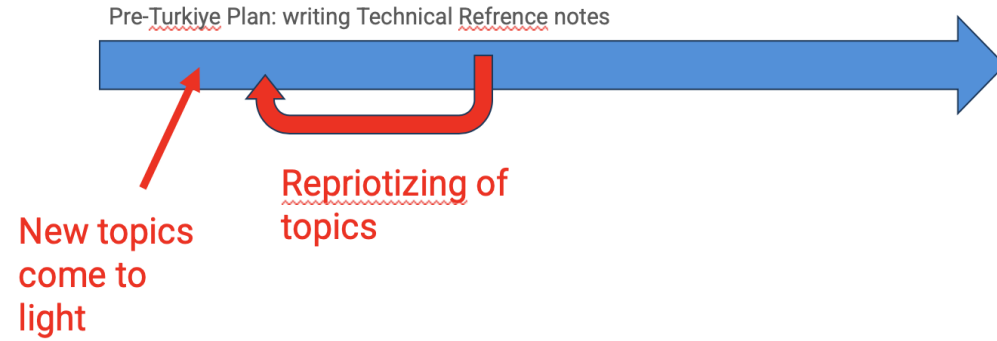 Pre-Turkiye Plan: writing Technical Refrence notes
Repriotizing of
topics
New topics
come to
light